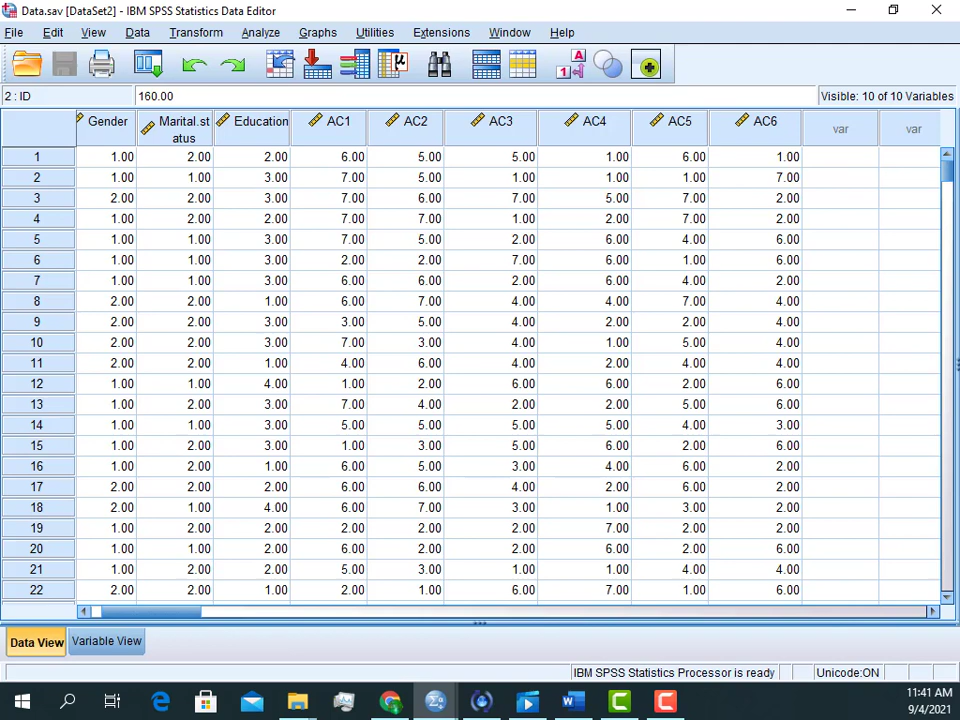 Data.sav [DataSet2] - IBM SPSS Statistics Data Editor
File Edit View Data Transform Analyze Graphs Utilities Extensions Window Help
2 : ID 160.00 Visible: 10 of 10 Variables
Gender Marital.status Education AC1 AC2 AC3 AC4 AC5 AC6 var var
1 1.00 2.00 2.00 6.00 5.00 5.00 1.00 6.00 1.00
2 1.00 1.00 3.00 7.00 5.00 1.00 1.00 1.00 7.00
3 2.00 2.00 3.00 7.00 6.00 7.00 5.00 7.00 2.00
4 1.00 2.00 2.00 7.00 7.00 1.00 2.00 7.00 2.00
5 1.00 1.00 3.00 7.00 5.00 2.00 6.00 4.00 6.00
6 1.00 1.00 3.00 2.00 2.00 7.00 6.00 1.00 6.00
7 1.00 1.00 3.00 6.00 6.00 2.00 6.00 4.00 2.00
8 2.00 2.00 1.00 6.00 7.00 4.00 4.00 7.00 4.00
9 2.00 2.00 3.00 3.00 5.00 4.00 2.00 2.00 4.00
10 2.00 2.00 3.00 7.00 3.00 4.00 1.00 5.00 4.00
11 2.00 2.00 1.00 4.00 6.00 4.00 2.00 4.00 4.00
12 1.00 1.00 4.00 1.00 2.00 6.00 6.00 2.00 6.00
13 1.00 2.00 3.00 7.00 4.00 2.00 2.00 5.00 6.00
14 1.00 1.00 3.00 5.00 5.00 5.00 5.00 4.00 3.00
15 1.00 2.00 3.00 1.00 3.00 5.00 6.00 2.00 6.00
16 1.00 2.00 1.00 6.00 5.00 3.00 4.00 6.00 2.00
17 2.00 2.00 2.00 6.00 6.00 4.00 2.00 6.00 2.00
18 2.00 1.00 4.00 6.00 7.00 3.00 1.00 3.00 2.00
19 1.00 2.00 2.00 2.00 2.00 2.00 7.00 2.00 6.00
20 1.00 1.00 2.00 6.00 2.00 2.00 6.00 2.00 6.00
21 1.00 2.00 2.00 5.00 3.00 1.00 1.00 4.00 4.00
22 2.00 2.00 1.00 2.00 1.00 6.00 7.00 1.00 6.00
Data View Variable View
IBM SPSS Statistics Processor is ready Unicode:ON
11:41 AM
9/4/2021